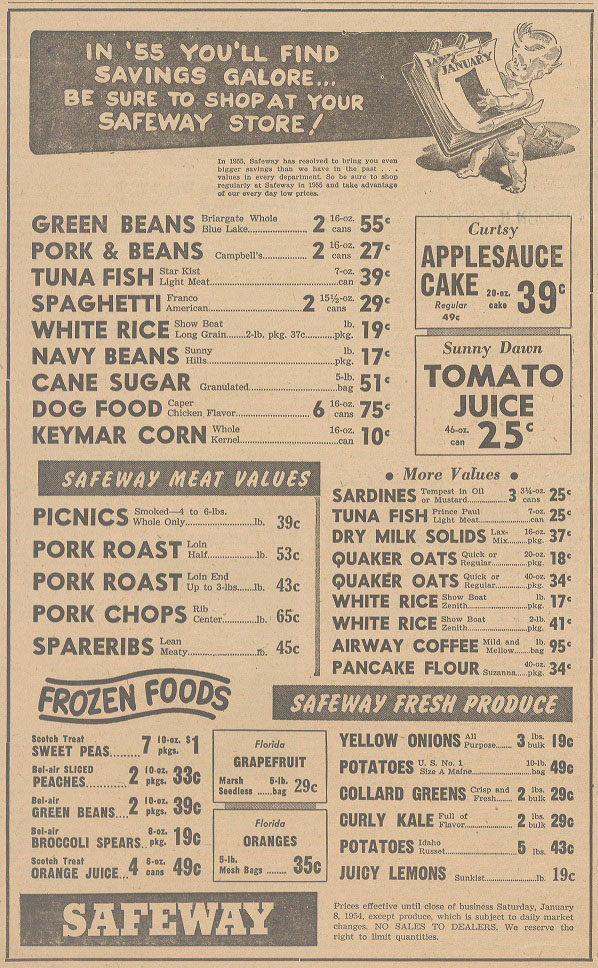 IN '55 YOU'LL FIND
SAVINGS GALORE...
BE SURE TO SHOP AT YOUR
SAFEWAY STORE!
JANUARY
1
In 1955, Safeway has resolved to bring you even
bigger savings than we have in the past . . .
values in every department. So be sure to shop
regularly at Safeway in 1955 and take advantage
of our every day low prices.
GREEN BEANS Briargate Whole Blue Lake 2 16-oz. cans 55c
PORK & BEANS Campbell's 2 16-oz. cans 27c
TUNA FISH Star Kist Light Meat 7-oz. can 39c
SPAGHETTI Franco American 2 15½-oz. cans 29c
WHITE RICE Show Boat Long Grain 2-lb. pkg. 37c lb. pkg. 19c
NAVY BEANS Sunny Hills lb. pkg. 17c
CANE SUGAR Granulated 5-lb. bag 51c
DOG FOOD Caper Chicken Flavor 6 16-oz. cans 75c
KEYMAR CORN Whole Kernel 16-oz. can 10c
Curtsy
APPLESAUCE
CAKE 20-oz. cake 39c
Regular
49c
Sunny Dawn
TOMATO
JUICE
46-oz. can 25c
SAFEWAY MEAT VALUES
PICNICS Smoked—4 to 6-lbs. Whole Only lb. 39c
PORK ROAST Loin Half lb. 53c
PORK ROAST Loin End Up to 3-lbs. lb. 43c
PORK CHOPS Rib Center lb. 65c
SPARERIBS Lean Meaty lb. 45c
• More Values •
SARDINES Tempest in Oil or Mustard 3 3¼-oz. cans 25c
TUNA FISH Prince Paul Light Meat 7-oz. can 25c
DRY MILK SOLIDS Lax-Mix 16-oz. pkg. 37c
QUAKER OATS Quick or Regular 20-oz. pkg. 18c
QUAKER OATS Quick or Regular 40-oz. pkg. 34c
WHITE RICE Show Boat Zenith lb. pkg. 17c
WHITE RICE Show Boat Zenith 2-lb. pkg. 41c
AIRWAY COFFEE Mild and Mellow lb. bag 95c
PANCAKE FLOUR Suzanna 40-oz. pkg. 34c
FROZEN FOODS
Scotch Treat SWEET PEAS 7 10-oz. pkgs. $1
Bel-air SLICED PEACHES 2 10-oz. pkgs. 33c
Bel-air GREEN BEANS 2 10-oz. pkgs. 39c
Bel-air BROCCOLI SPEARS 8-oz. pkg. 19c
Scotch Treat ORANGE JUICE 4 6-oz. cans 49c
Florida
GRAPEFRUIT
Marsh Seedless 5-lb. bag 29c
Florida
ORANGES
5-lb. Mesh Bags 35c
SAFEWAY FRESH PRODUCE
YELLOW ONIONS All Purpose 3 lbs. bulk 19c
POTATOES U. S. No. 1 Size A Maine 10-lb. bag 49c
COLLARD GREENS Crisp and Fresh 2 lbs. bulk 29c
CURLY KALE Full of Flavor 2 lbs. bulk 29c
POTATOES Idaho Russet 5 lbs. 43c
JUICY LEMONS Sunkist lb. 19c
SAFEWAY
Prices effective until close of business Saturday, January
8, 1954, except produce, which is subject to daily market
changes. NO SALES TO DEALERS. We reserve the
right to limit quantities.